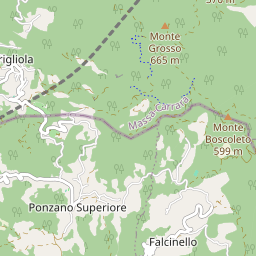 Monte
Grosso
665 m
rigliola
Massa Carrara
Monte
Boscoleto
599 m
Ponzano Superiore
Falcinello